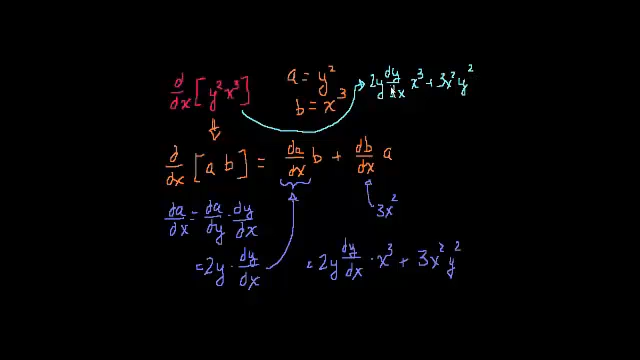 d/dx [y²x³]
a = y²
b = x³
2y dy/dx x³ + 3x²y²
d/dx [a b] = da/dx b + db/dx a
da/dx = da/dy · dy/dx
3x²
= 2y · dy/dx
= 2y dy/dx · x³ + 3x²y²